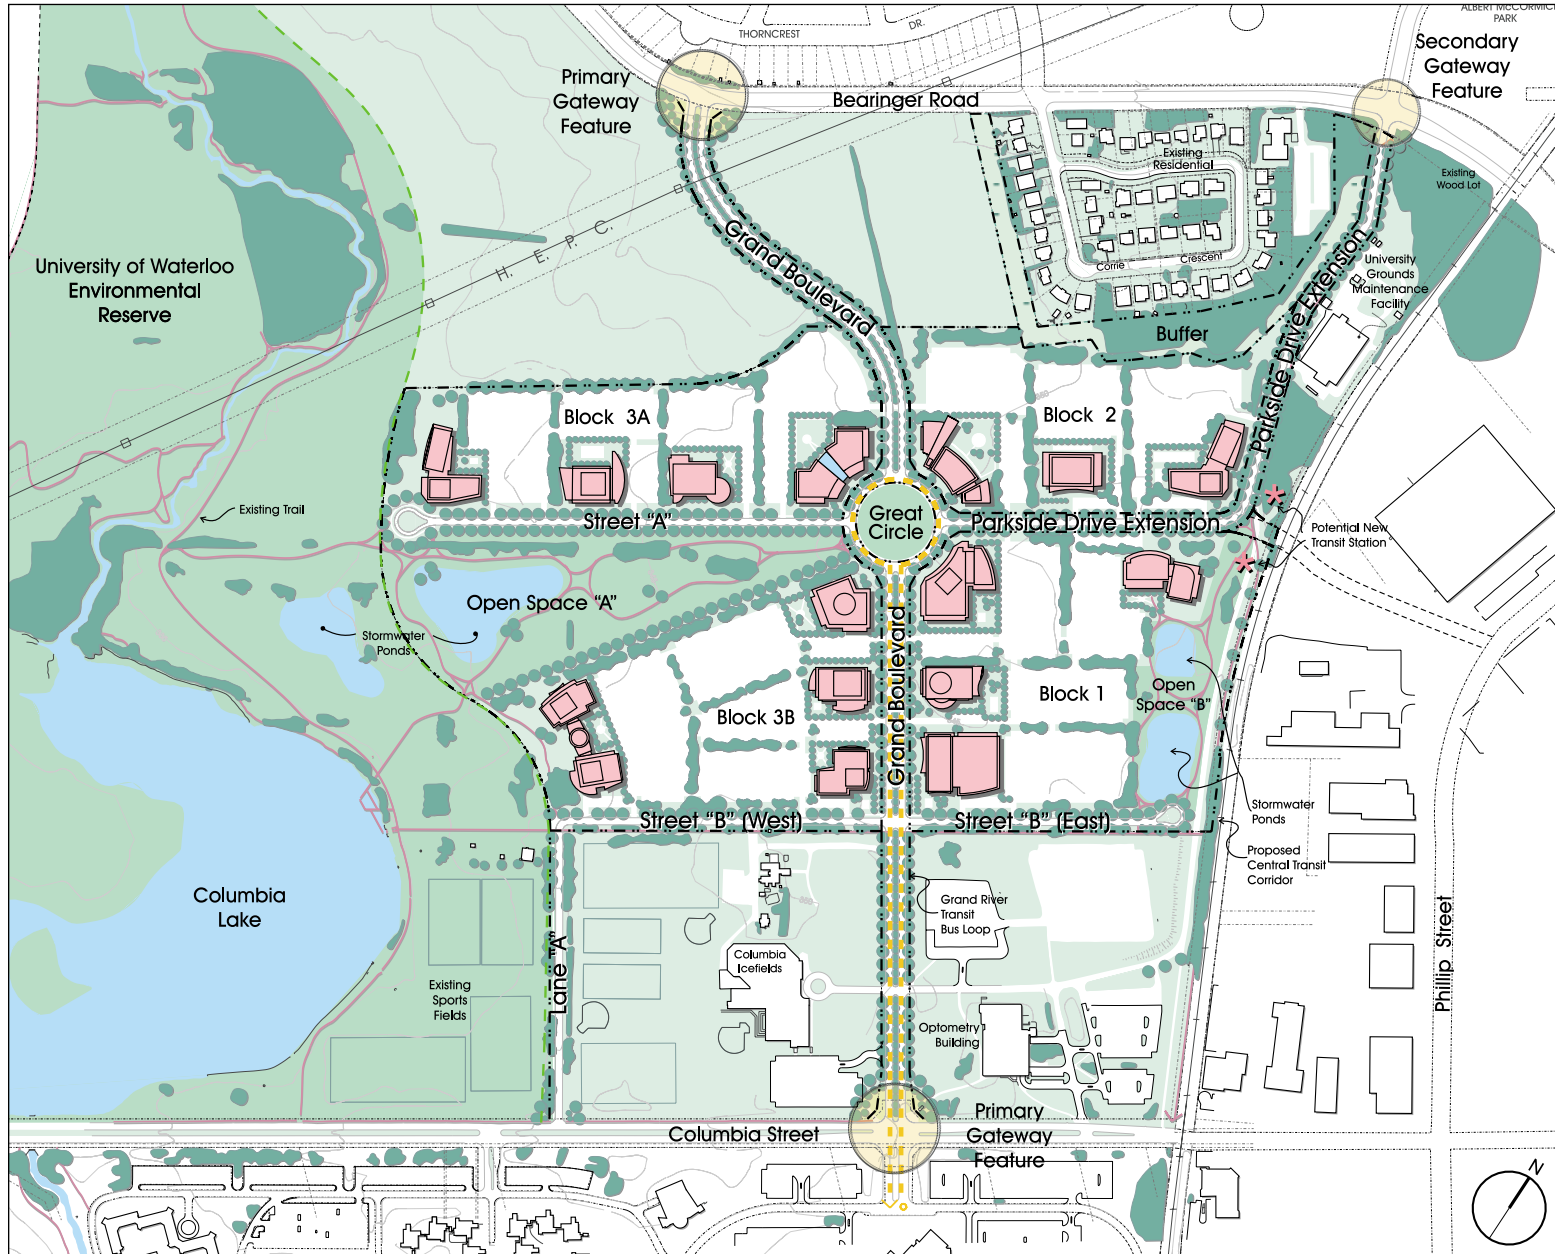 ALBERT McCORMICK
PARK
THORNCREST
DR.
Secondary
Gateway
Feature
Primary
Gateway
Feature
Bearinger Road
Existing
Residential
Existing
Wood Lot
Grand Boulevard
H. E. P. C.
University of Waterloo
Environmental
Reserve
Corrie
Crescent
University
Grounds
Maintenance
Facility
Parkside Drive Extension
Buffer
Block 3A
Block 2
Existing Trail
Street "A"
Great
Circle
Parkside Drive Extension
Potential New
Transit Station
Open Space "A"
Stormwater
Ponds
Grand Boulevard
Block 3B
Block 1
Open
Space "B"
Street "B" (West)
Street "B" (East)
Stormwater
Ponds
Proposed
Central Transit
Corridor
Columbia
Lake
Grand River
Transit
Bus Loop
Columbia
Icefields
Lane "A"
Existing
Sports
Fields
Optometry
Building
Phillip Street
Columbia Street
Primary
Gateway
Feature
N